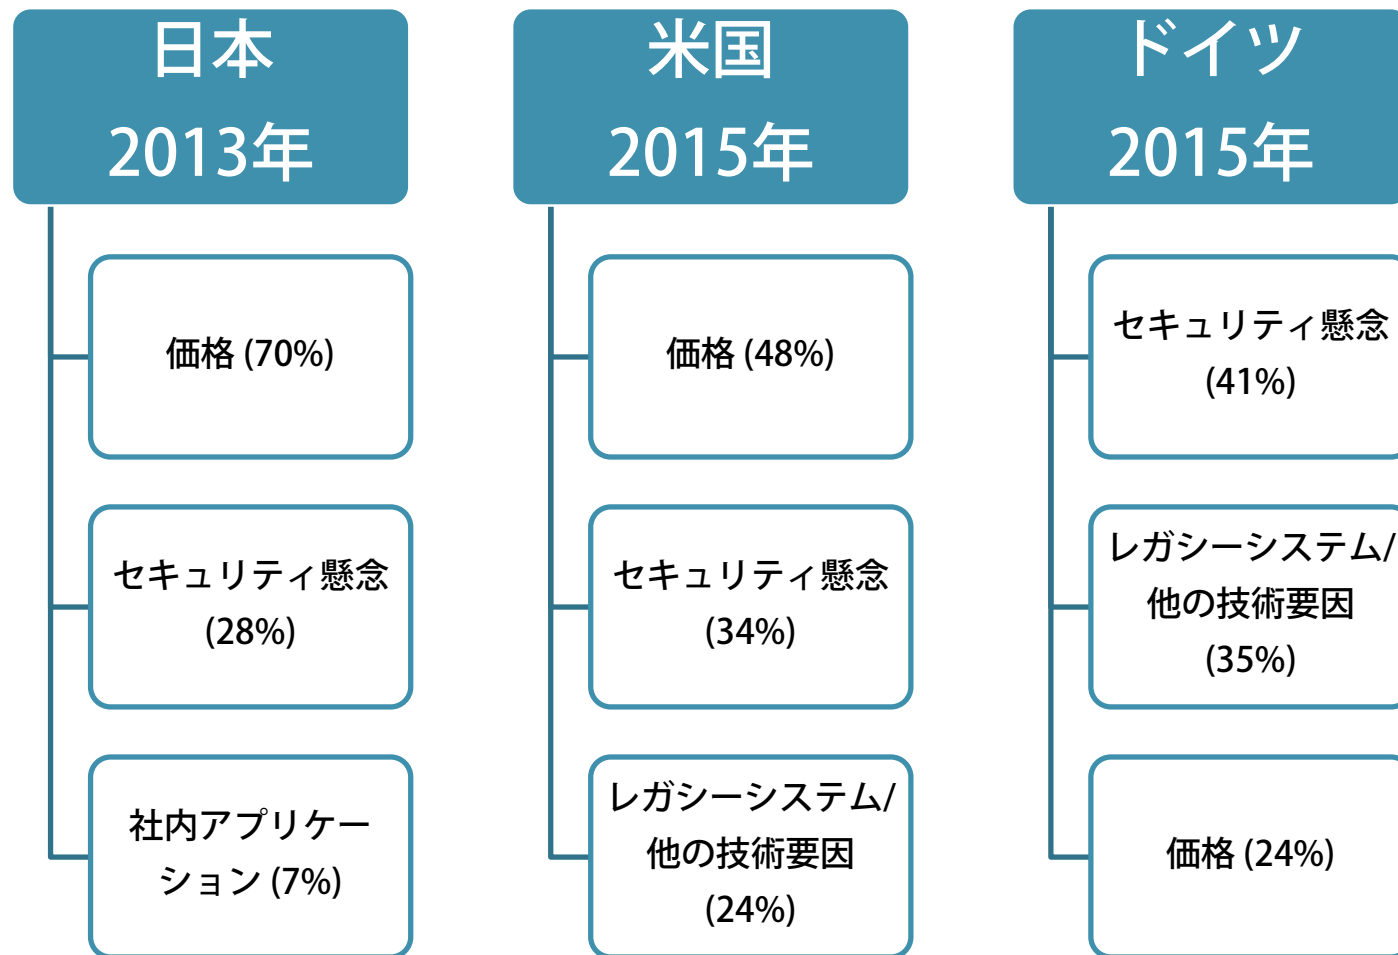 日本
2013年
価格 (70%)
セキュリティ懸念
(28%)
社内アプリケー
ション (7%)
米国
2015年
価格 (48%)
セキュリティ懸念
(34%)
レガシーシステム/
他の技術要因
(24%)
ドイツ
2015年
セキュリティ懸念
(41%)
レガシーシステム/
他の技術要因
(35%)
価格 (24%)